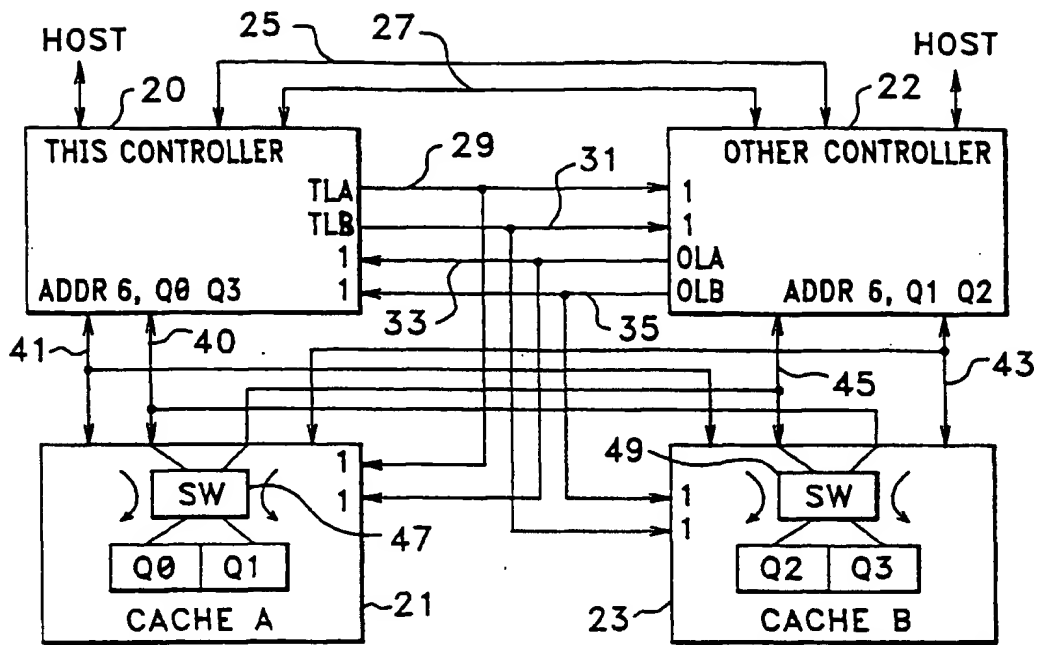 HOST
25
27
HOST
20
22
THIS CONTROLLER
OTHER CONTROLLER
TLA
29
31
1
TLB
1
1
OLA
ADDR 6, Q0 Q3
1
33
35
OLB
ADDR 6, Q1 Q2
41
40
45
43
1
49
SW
1
SW
1
1
47
Q0
Q1
Q2
Q3
CACHE A
21
23
CACHE B